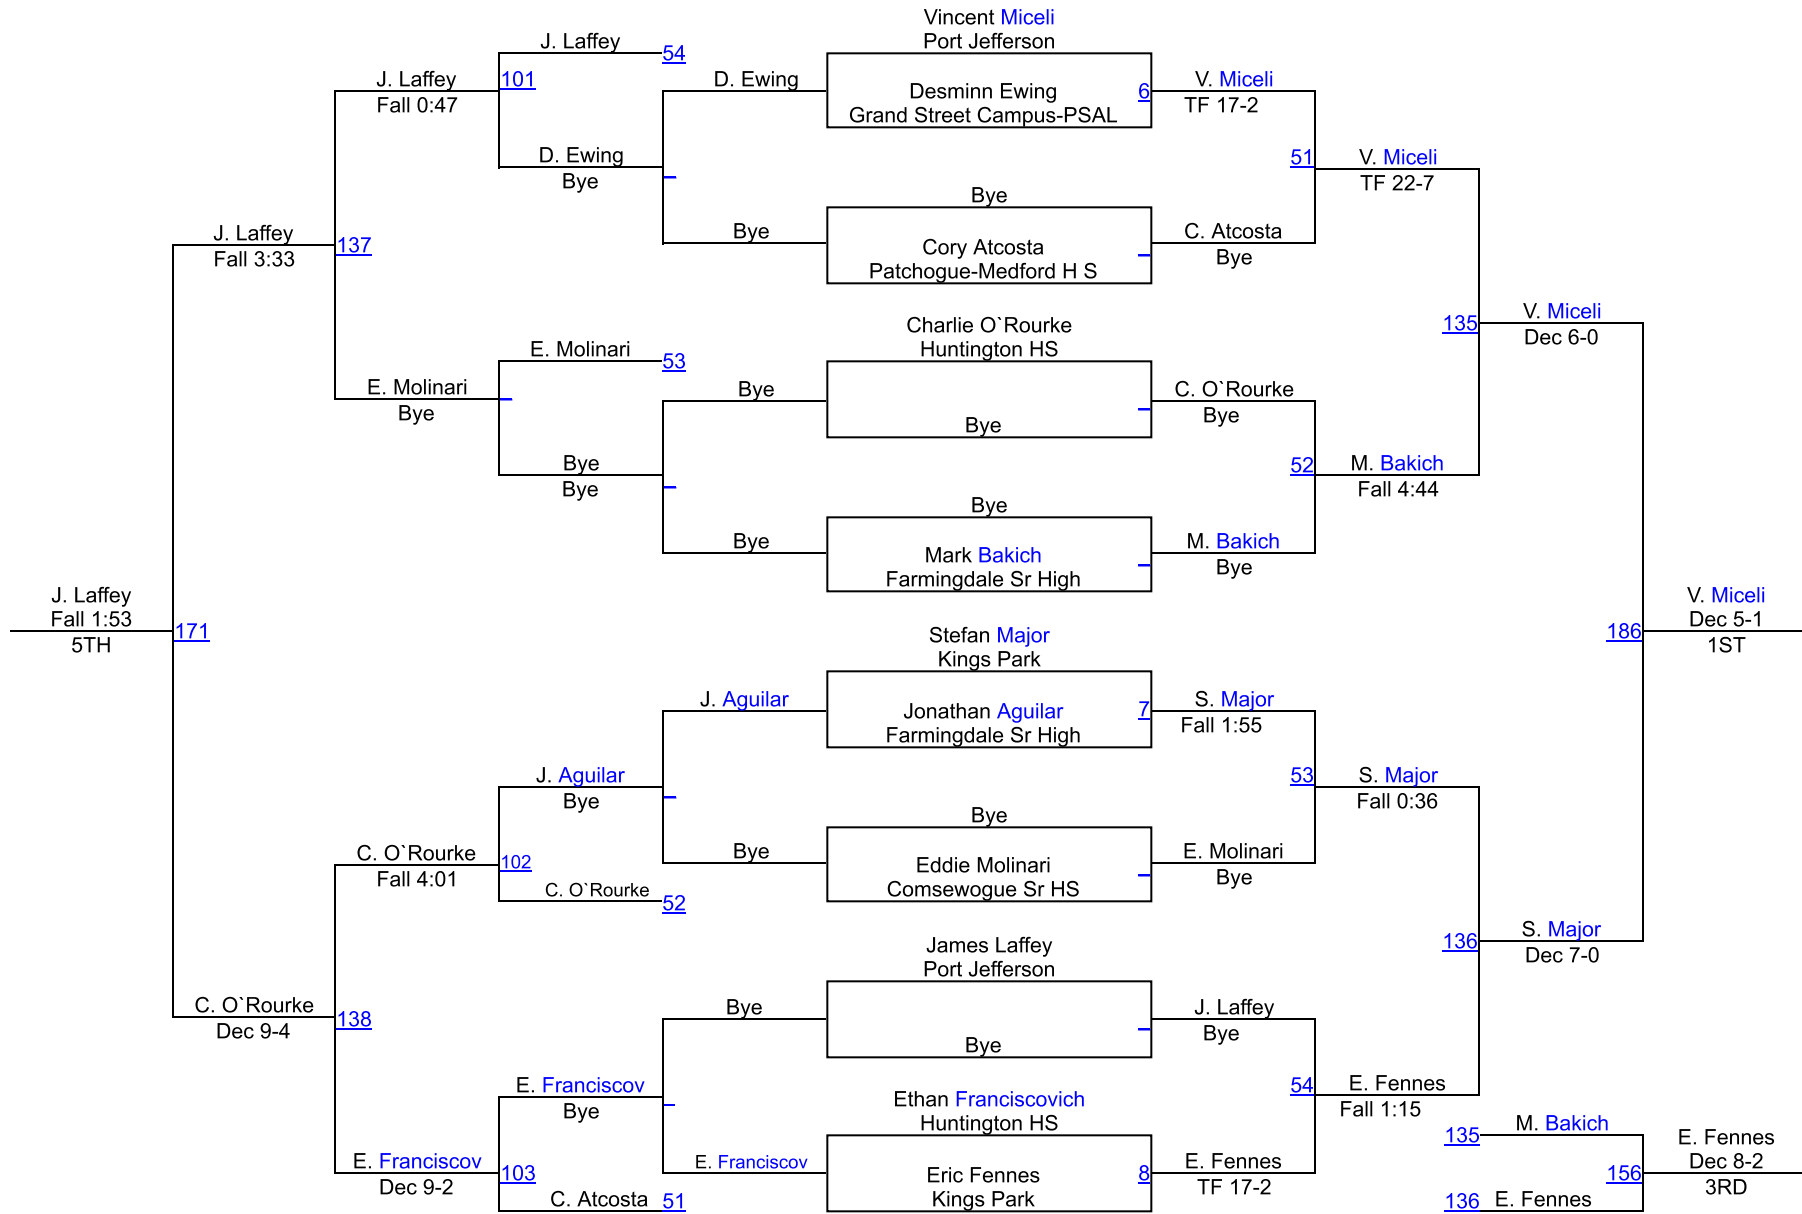 Vincent Miceli
Port Jefferson
J. Laffey
54
J. Laffey
101
Fall 0:47
D. Ewing
Desminn Ewing
Grand Street Campus-PSAL
6
V. Miceli
TF 17-2
D. Ewing
Bye
51
V. Miceli
TF 22-7
Bye
J. Laffey
Fall 3:33
137
Bye
Cory Atcosta
Patchogue-Medford H S
C. Atcosta
Bye
Charlie O`Rourke
Huntington HS
135
V. Miceli
Dec 6-0
E. Molinari
53
E. Molinari
Bye
Bye
Bye
C. O`Rourke
Bye
Bye
Bye
52
M. Bakich
Fall 4:44
Bye
Bye
Mark Bakich
Farmingdale Sr High
M. Bakich
Bye
J. Laffey
Fall 1:53
5TH
171
Stefan Major
Kings Park
186
V. Miceli
Dec 5-1
1ST
J. Aguilar
Jonathan Aguilar
Farmingdale Sr High
7
S. Major
Fall 1:55
J. Aguilar
Bye
53
S. Major
Fall 0:36
Bye
C. O`Rourke
Fall 4:01
102
Bye
Eddie Molinari
Comsewogue Sr HS
E. Molinari
Bye
C. O`Rourke
52
James Laffey
Port Jefferson
136
S. Major
Dec 7-0
C. O`Rourke
Dec 9-4
138
Bye
Bye
J. Laffey
Bye
E. Franciscov
Bye
Ethan Franciscovich
Huntington HS
54
E. Fennes
Fall 1:15
E. Franciscov
Dec 9-2
103
E. Franciscov
Eric Fennes
Kings Park
8
E. Fennes
TF 17-2
C. Atcosta
51
135
M. Bakich
156
E. Fennes
Dec 8-2
3RD
136
E. Fennes